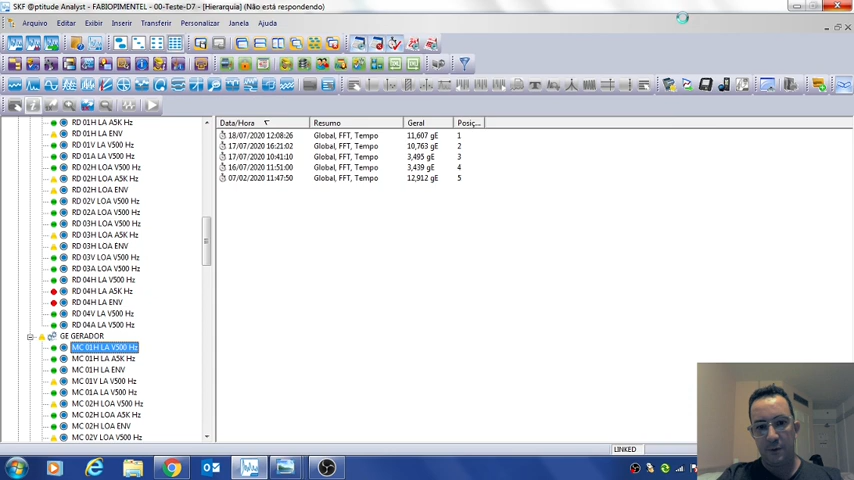 SKF @ptitude Analyst - FABIOPIMENTEL - 00-Teste-D7 - [Hierarquia] (Não está respondendo)
Arquivo Editar Exibir Inserir Transferir Personalizar Janela Ajuda
Data/Hora Resumo Geral Posiç...
18/07/2020 12:08:26 Global, FFT, Tempo 11,607 gE 1
17/07/2020 16:21:02 Global, FFT, Tempo 10,763 gE 2
17/07/2020 10:41:10 Global, FFT, Tempo 3,495 gE 3
16/07/2020 11:51:00 Global, FFT, Tempo 3,439 gE 4
07/02/2020 11:47:50 Global, FFT, Tempo 12,912 gE 5
RD 01H LA A5K Hz
RD 01H LA ENV
RD 01V LA V500 Hz
RD 01A LA V500 Hz
RD 02H LOA V500 Hz
RD 02H LOA A5K Hz
RD 02H LOA ENV
RD 02V LOA V500 Hz
RD 02A LOA V500 Hz
RD 03H LOA V500 Hz
RD 03H LOA A5K Hz
RD 03H LOA ENV
RD 03V LOA V500 Hz
RD 03A LOA V500 Hz
RD 04H LA V500 Hz
RD 04H LA A5K Hz
RD 04H LA ENV
RD 04V LA V500 Hz
RD 04A LA V500 Hz
GE GERADOR
MC 01H LA V500 Hz
MC 01H LA A5K Hz
MC 01H LA ENV
MC 01V LA V500 Hz
MC 01A LA V500 Hz
MC 02H LOA V500 Hz
MC 02H LOA A5K Hz
MC 02H LOA ENV
MC 02V LOA V500 Hz
LINKED